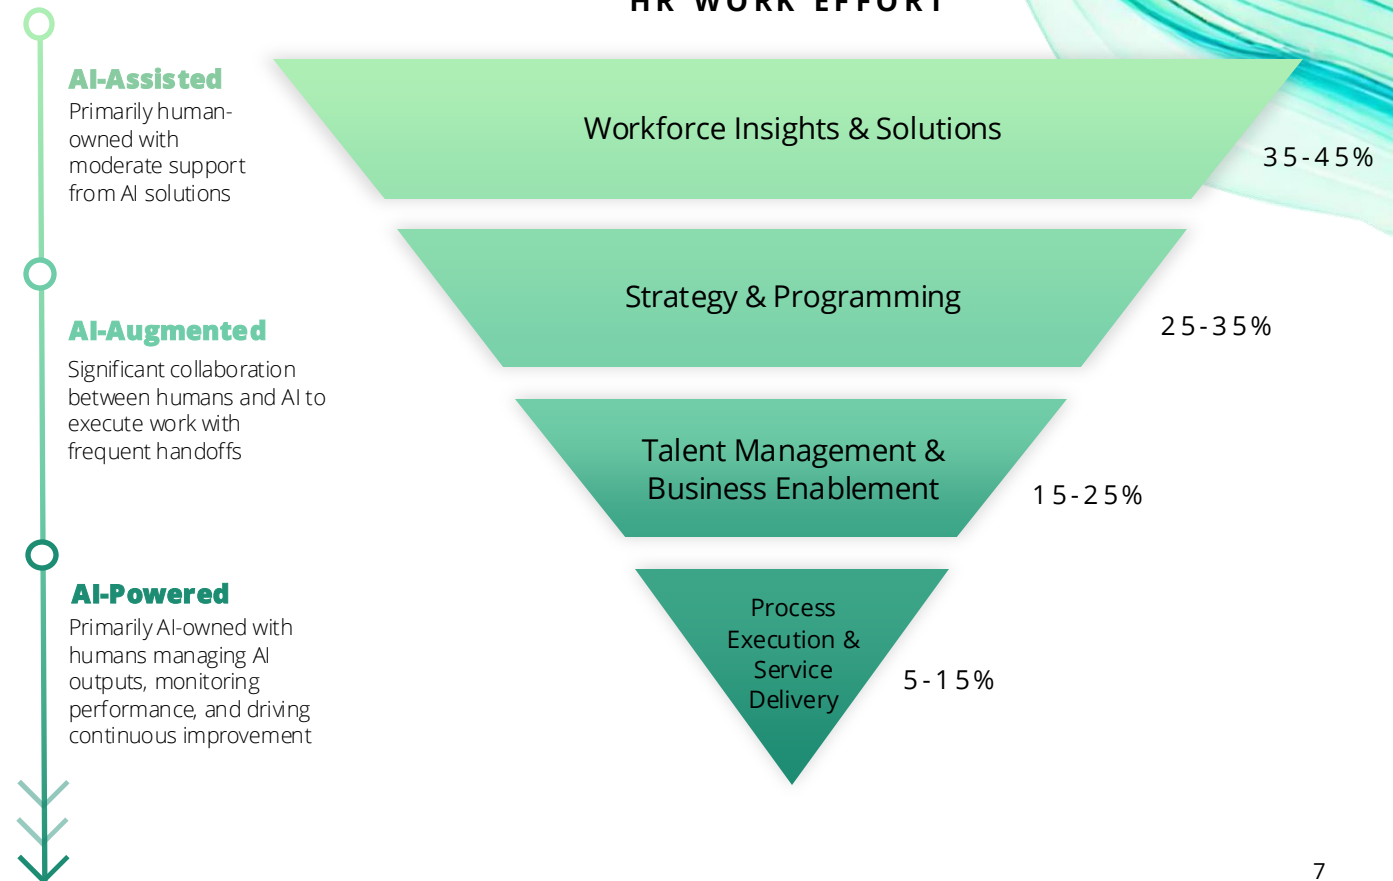 HR WORK EFFORT
AI-Assisted
Primarily human-
owned with
moderate support
from AI solutions
Workforce Insights & Solutions
35-45%
Strategy & Programming
25-35%
AI-Augmented
Significant collaboration
between humans and AI to
execute work with
frequent handoffs
Talent Management &
Business Enablement
15-25%
AI-Powered
Primarily AI-owned with
humans managing AI
outputs, monitoring
performance, and driving
continuous improvement
Process
Execution &
Service
Delivery
5-15%
7